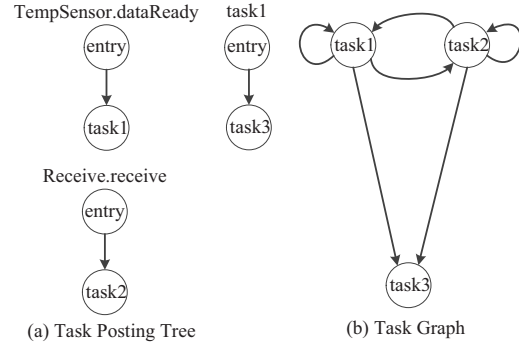 TempSensor.dataReady
entry
task1
task1
entry
task3
Receive.receive
entry
task2
(a) Task Posting Tree
task1
task2
task3
(b) Task Graph